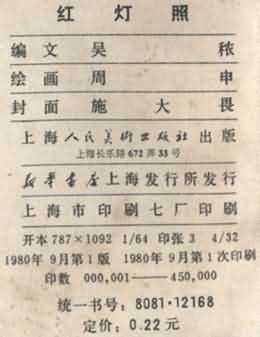 红灯照
编文 吴秾
绘画 周申
封面 施大畏
上海人民美術出版社出版
上海长乐路672弄33号
新华书店上海发行所发行
上海市印刷七厂印刷
开本787×1092 1/64 印张3 4/32
1980年9月第1版 1980年9月第1次印刷
印数 000,001——450,000
统一书号：8081·12168
定价：0.22元